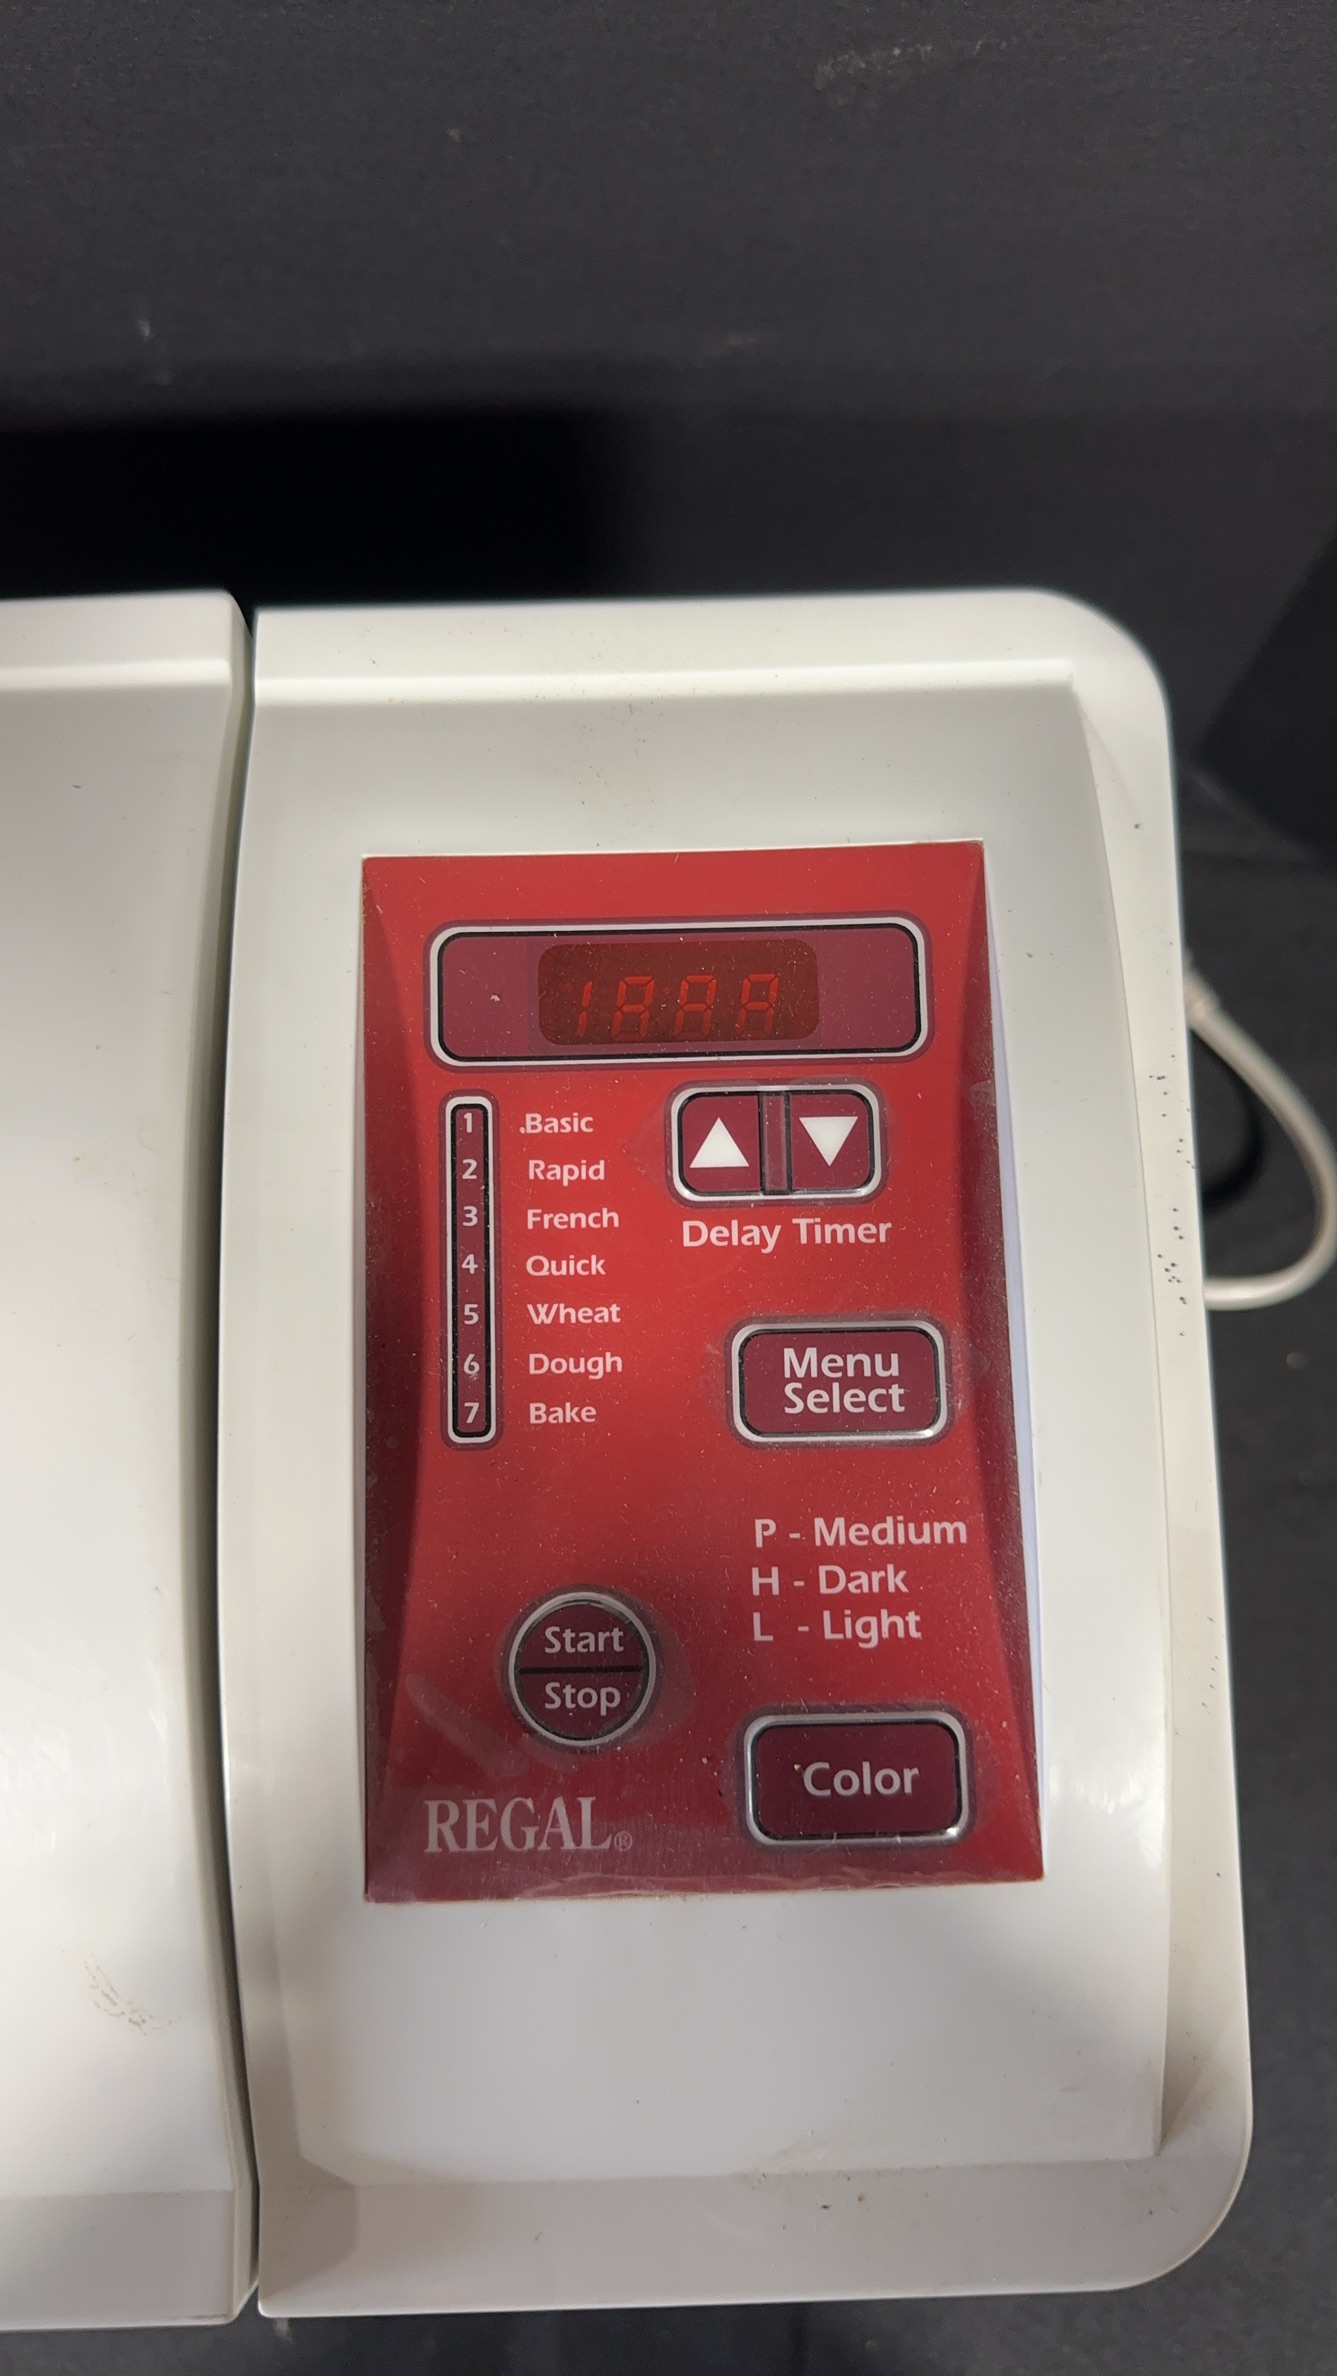 1 Basic
2 Rapid
3 French
4 Quick
5 Wheat
6 Dough
7 Bake
Delay Timer
Menu
Select
P - Medium
H - Dark
L - Light
Start
Stop
Color
REGAL®